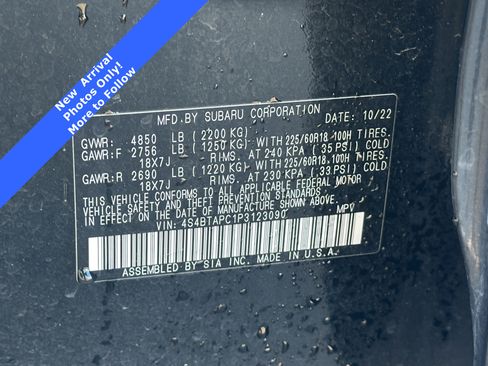 New Arrival
Photos Only!
More to Follow
MFD.BY SUBARU CORPORATION DATE: 10/22
GVWR: 4850 LB (2200 KG)
GAWR:F 2756 LB (1250 KG)-WITH 225/60R18,100H TIRES.
18X7J RIMS. AT 240 KPA (35 PSI) COLD
GAWR:R 2690 LB (1220 KG)-WITH 225/60R18,100H TIRES.
18X7J RIMS. AT 230 KPA (33 PSI) COLD
THIS VEHICLE CONFORMS TO ALL APPLICABLE FEDERAL MOTOR
VEHICLE SAFETY AND THEFT PREVENTION STANDARDS
IN EFFECT ON THE DATE OF MANUFACTURE SHOWN ABOVE.
VIN: 4S4BTAPC1P3123090 MPV
ASSEMBLED BY SIA INC. MADE IN U.S.A.